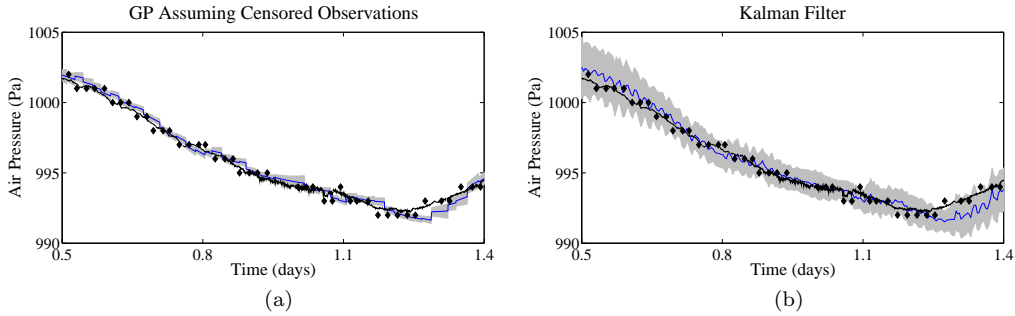 GP Assuming Censored Observations
1005
1000
995
990
Air Pressure (Pa)
0.5
0.8
1.1
1.4
Time (days)
(a)
Kalman Filter
1005
1000
995
990
Air Pressure (Pa)
0.5
0.8
1.1
1.4
Time (days)
(b)